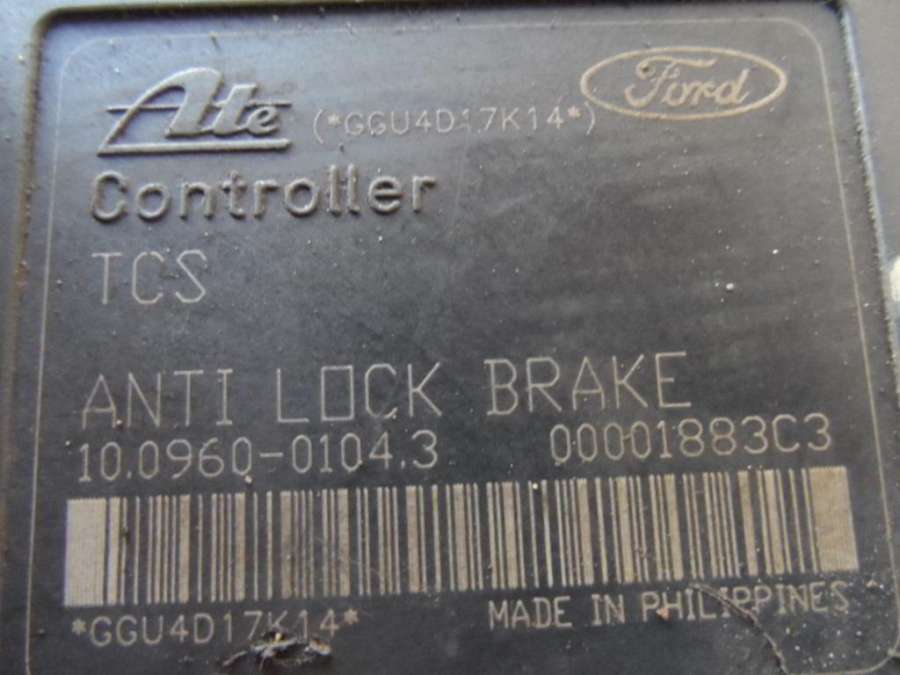 Ate (*GGU4D17K14*) Ford
Controller
TCS
ANTI LOCK BRAKE
10.0960-0104.3 00001883C3
*GGU4D17K14* MADE IN PHILIPPINES